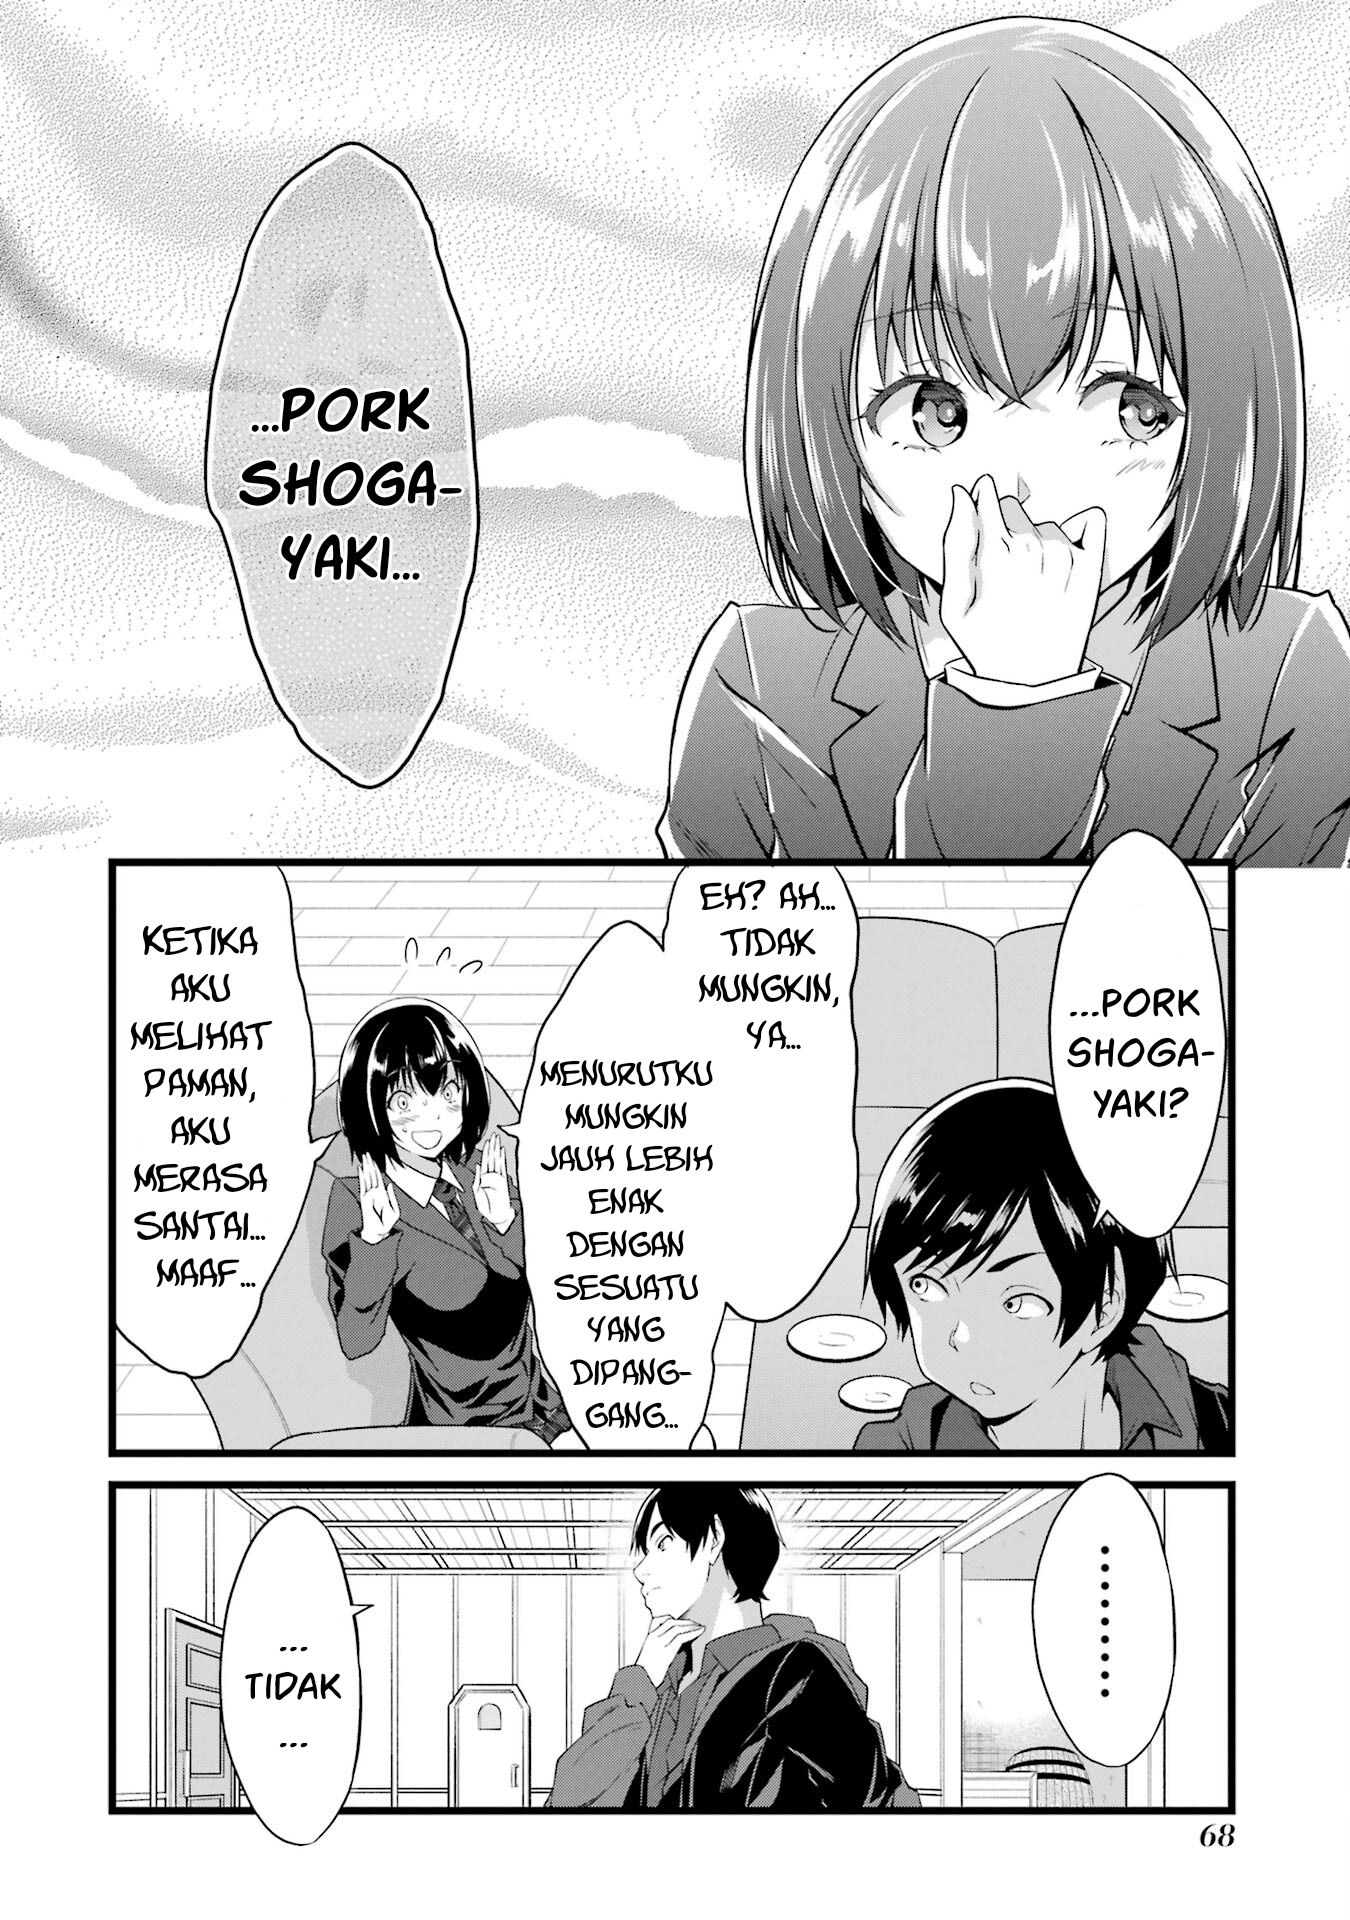 ...PORK
SHOGA-
YAKI...
...PORK
SHOGA-
YAKI?
EH? AH...
TIDAK
MUNGKIN,
YA...
MENURUTKU
MUNGKIN
JAUH LEBIH
ENAK
DENGAN
SESUATU
YANG
DIPANG-
GANG...
KETIKA
AKU
MELIHAT
PAMAN,
AKU
MERASA
SANTAI...
MAAF...
.........
...
TIDAK
...
68